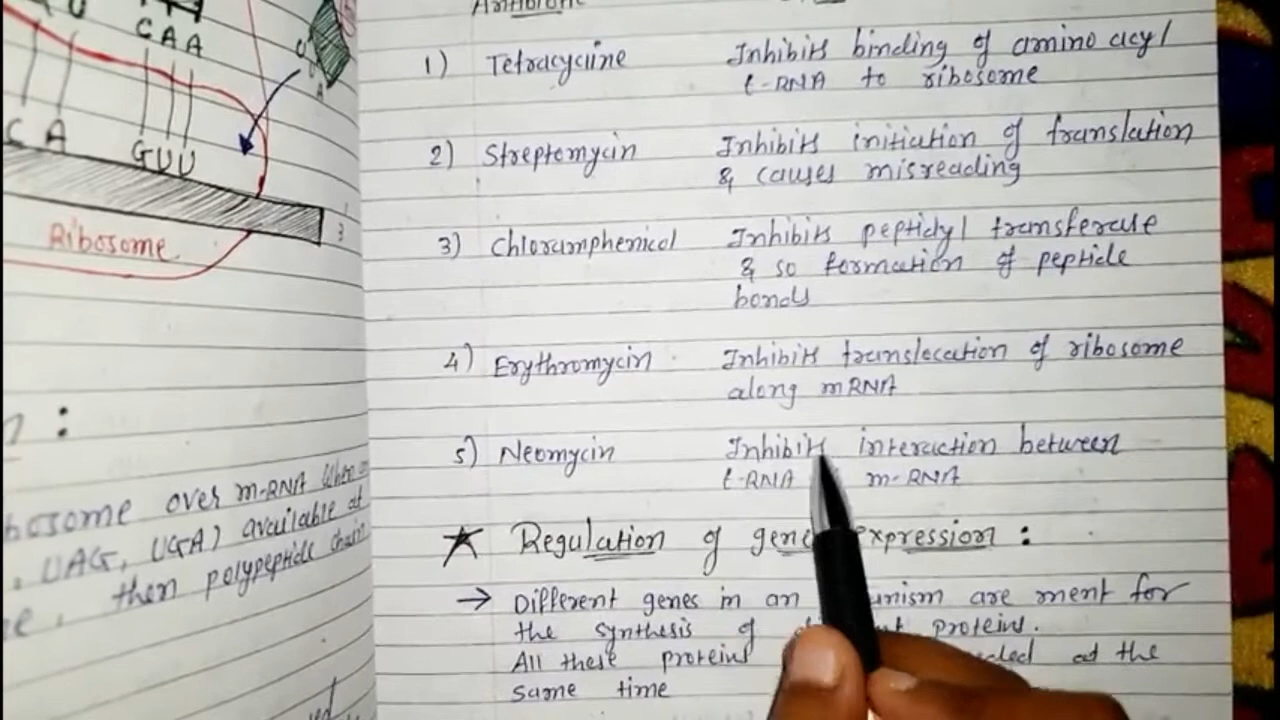 C A A
C A
G U U
Ribosome
:
bosome over m-RNA when
, UAG, UGA) available at
then polypeptide chain
Antibiotic
1) Tetracycline Inhibits binding of amino acyl
t-RNA to ribosome
2) Streptomycin Inhibits initiation of translation
& causes misreading
3) Chloramphenicol Inhibits peptidyl transferase
& so formation of peptide
bonds
4) Erythromycin Inhibits translocation of ribosome
along mRNA
5) Neomycin Inhibits interaction between
t-RNA m-RNA
★ Regulation of gene expression :
→ Different genes in an are ment for
the synthesis of proteins.
All these proteins at the
same time